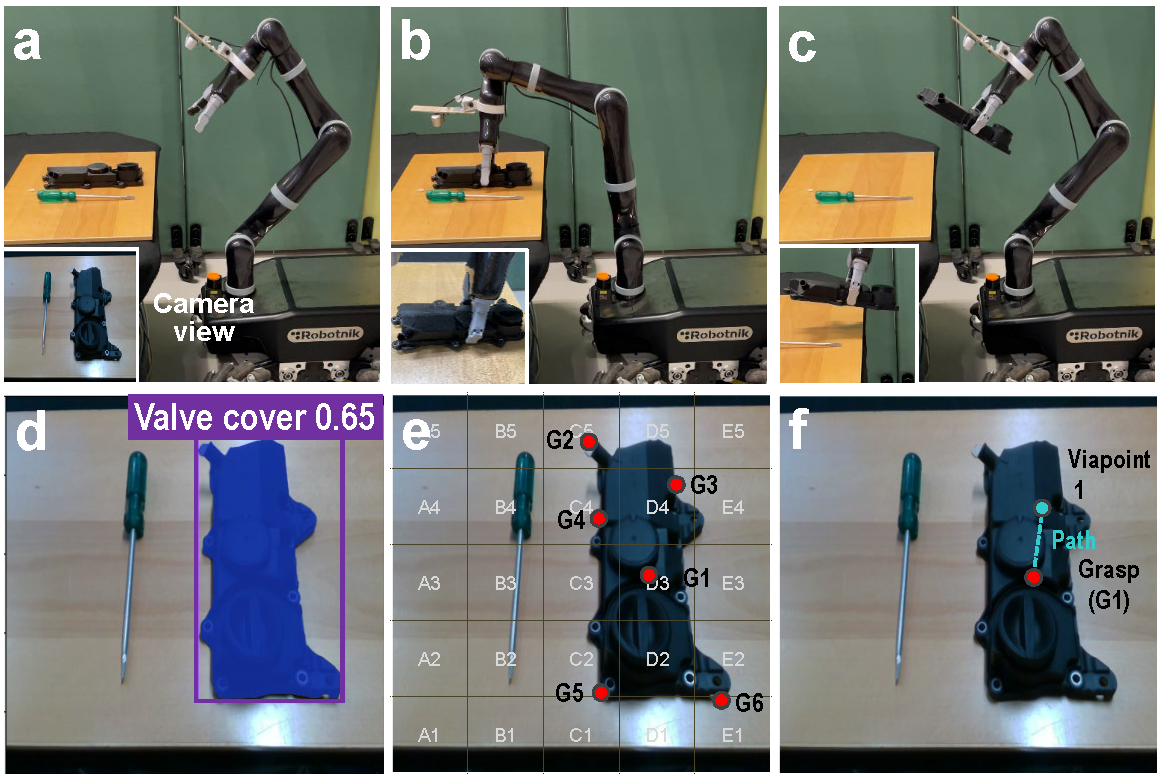 a
b
c
Camera
view
Robotnik
Robotnik
Robotnik
d
Valve cover 0.65
e
A5 B5 C5 D5 E5
G2
G3
A4 B4 C4 D4 E4
G4
G1
A3 B3 C3 D3 E3
A2 B2 C2 D2 E2
G5
G6
A1 B1 C1 D1 E1
f
Viapoint
1
Path
Grasp
(G1)